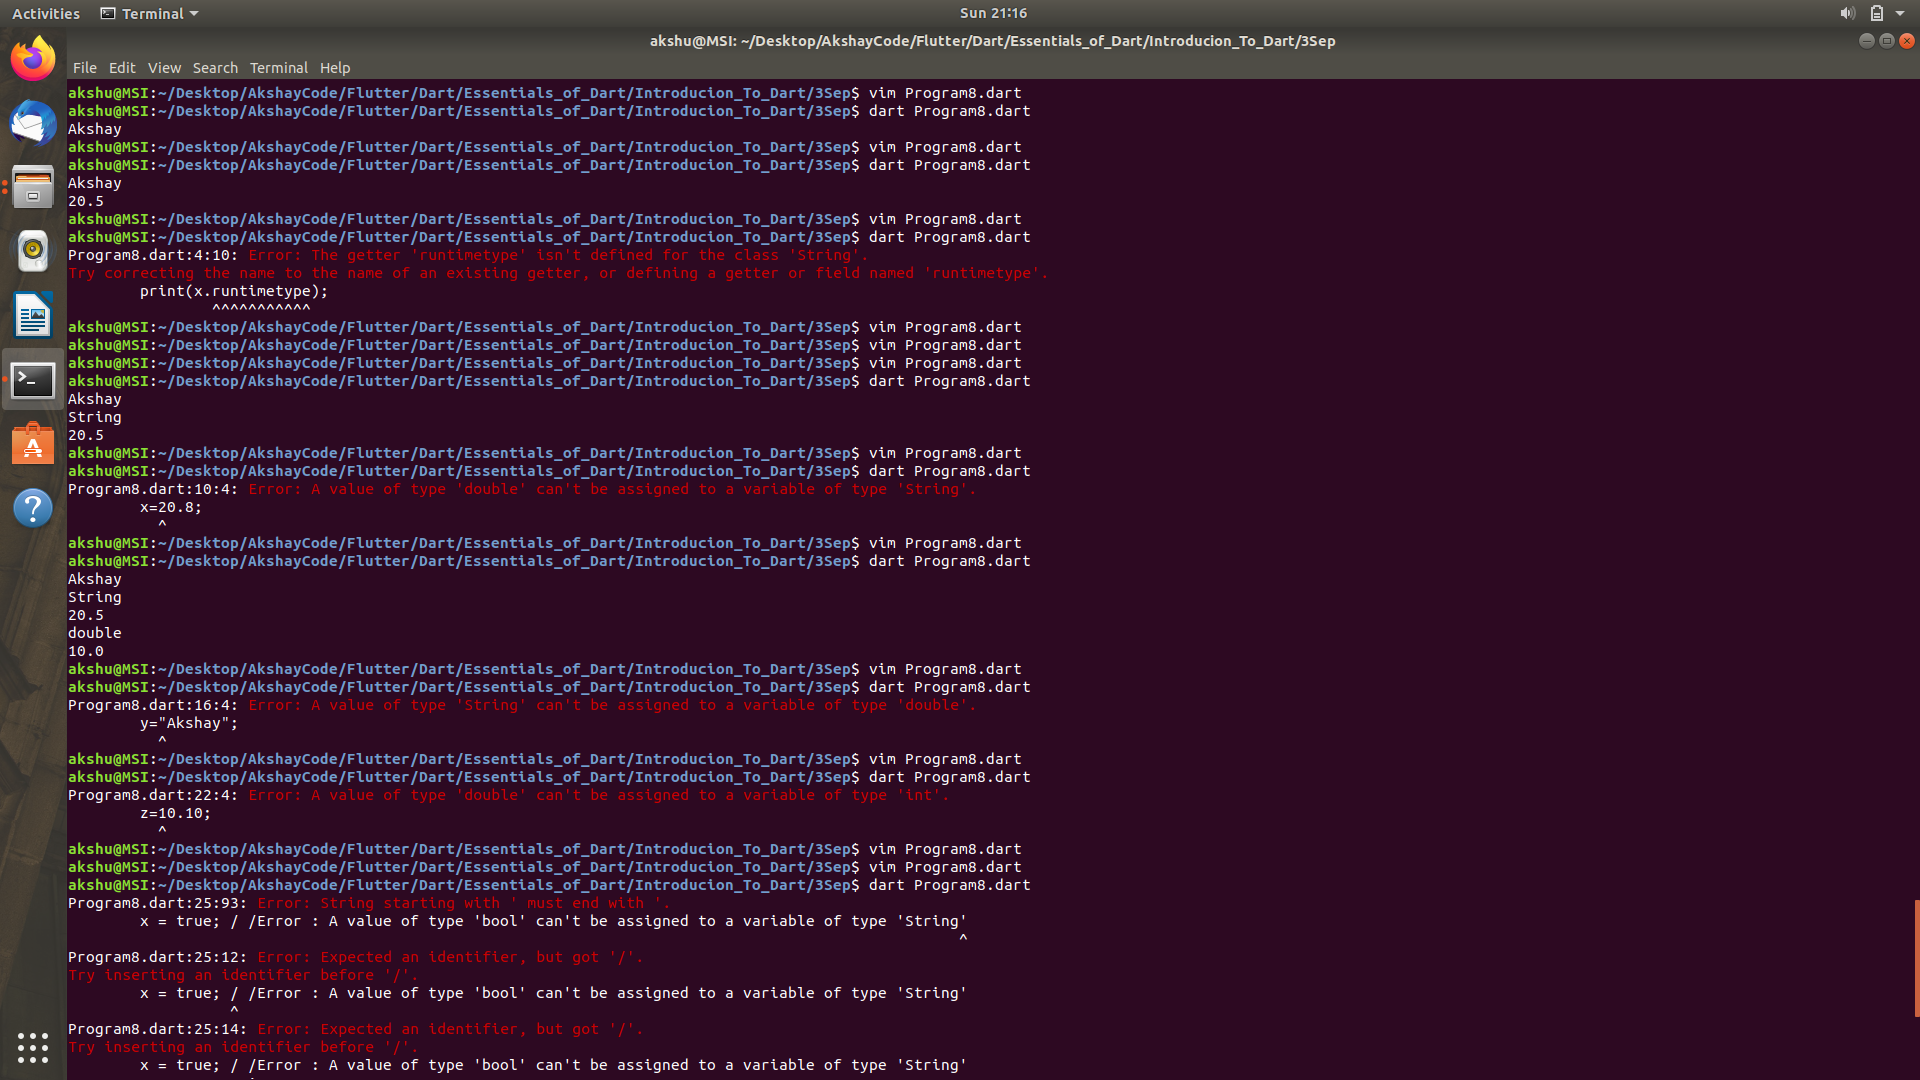 Activities Terminal Sun 21:16
akshu@MSI: ~/Desktop/AkshayCode/Flutter/Dart/Essentials_of_Dart/Introducion_To_Dart/3Sep
File Edit View Search Terminal Help
akshu@MSI:~/Desktop/AkshayCode/Flutter/Dart/Essentials_of_Dart/Introducion_To_Dart/3Sep$ vim Program8.dart
akshu@MSI:~/Desktop/AkshayCode/Flutter/Dart/Essentials_of_Dart/Introducion_To_Dart/3Sep$ dart Program8.dart
Akshay
akshu@MSI:~/Desktop/AkshayCode/Flutter/Dart/Essentials_of_Dart/Introducion_To_Dart/3Sep$ vim Program8.dart
akshu@MSI:~/Desktop/AkshayCode/Flutter/Dart/Essentials_of_Dart/Introducion_To_Dart/3Sep$ dart Program8.dart
Akshay
20.5
akshu@MSI:~/Desktop/AkshayCode/Flutter/Dart/Essentials_of_Dart/Introducion_To_Dart/3Sep$ vim Program8.dart
akshu@MSI:~/Desktop/AkshayCode/Flutter/Dart/Essentials_of_Dart/Introducion_To_Dart/3Sep$ dart Program8.dart
Program8.dart:4:10: Error: The getter 'runtimetype' isn't defined for the class 'String'.
Try correcting the name to the name of an existing getter, or defining a getter or field named 'runtimetype'.
        print(x.runtimetype);
                ^^^^^^^^^^^
akshu@MSI:~/Desktop/AkshayCode/Flutter/Dart/Essentials_of_Dart/Introducion_To_Dart/3Sep$ vim Program8.dart
akshu@MSI:~/Desktop/AkshayCode/Flutter/Dart/Essentials_of_Dart/Introducion_To_Dart/3Sep$ vim Program8.dart
akshu@MSI:~/Desktop/AkshayCode/Flutter/Dart/Essentials_of_Dart/Introducion_To_Dart/3Sep$ vim Program8.dart
akshu@MSI:~/Desktop/AkshayCode/Flutter/Dart/Essentials_of_Dart/Introducion_To_Dart/3Sep$ dart Program8.dart
Akshay
String
20.5
akshu@MSI:~/Desktop/AkshayCode/Flutter/Dart/Essentials_of_Dart/Introducion_To_Dart/3Sep$ vim Program8.dart
akshu@MSI:~/Desktop/AkshayCode/Flutter/Dart/Essentials_of_Dart/Introducion_To_Dart/3Sep$ dart Program8.dart
Program8.dart:10:4: Error: A value of type 'double' can't be assigned to a variable of type 'String'.
        x=20.8;
          ^
akshu@MSI:~/Desktop/AkshayCode/Flutter/Dart/Essentials_of_Dart/Introducion_To_Dart/3Sep$ vim Program8.dart
akshu@MSI:~/Desktop/AkshayCode/Flutter/Dart/Essentials_of_Dart/Introducion_To_Dart/3Sep$ dart Program8.dart
Akshay
String
20.5
double
10.0
akshu@MSI:~/Desktop/AkshayCode/Flutter/Dart/Essentials_of_Dart/Introducion_To_Dart/3Sep$ vim Program8.dart
akshu@MSI:~/Desktop/AkshayCode/Flutter/Dart/Essentials_of_Dart/Introducion_To_Dart/3Sep$ dart Program8.dart
Program8.dart:16:4: Error: A value of type 'String' can't be assigned to a variable of type 'double'.
        y="Akshay";
          ^
akshu@MSI:~/Desktop/AkshayCode/Flutter/Dart/Essentials_of_Dart/Introducion_To_Dart/3Sep$ vim Program8.dart
akshu@MSI:~/Desktop/AkshayCode/Flutter/Dart/Essentials_of_Dart/Introducion_To_Dart/3Sep$ dart Program8.dart
Program8.dart:22:4: Error: A value of type 'double' can't be assigned to a variable of type 'int'.
        z=10.10;
          ^
akshu@MSI:~/Desktop/AkshayCode/Flutter/Dart/Essentials_of_Dart/Introducion_To_Dart/3Sep$ vim Program8.dart
akshu@MSI:~/Desktop/AkshayCode/Flutter/Dart/Essentials_of_Dart/Introducion_To_Dart/3Sep$ vim Program8.dart
akshu@MSI:~/Desktop/AkshayCode/Flutter/Dart/Essentials_of_Dart/Introducion_To_Dart/3Sep$ dart Program8.dart
Program8.dart:25:93: Error: String starting with ' must end with '.
        x = true; / /Error : A value of type 'bool' can't be assigned to a variable of type 'String'
                                                                                                   ^
Program8.dart:25:12: Error: Expected an identifier, but got '/'.
Try inserting an identifier before '/'.
        x = true; / /Error : A value of type 'bool' can't be assigned to a variable of type 'String'
                  ^
Program8.dart:25:14: Error: Expected an identifier, but got '/'.
Try inserting an identifier before '/'.
        x = true; / /Error : A value of type 'bool' can't be assigned to a variable of type 'String'